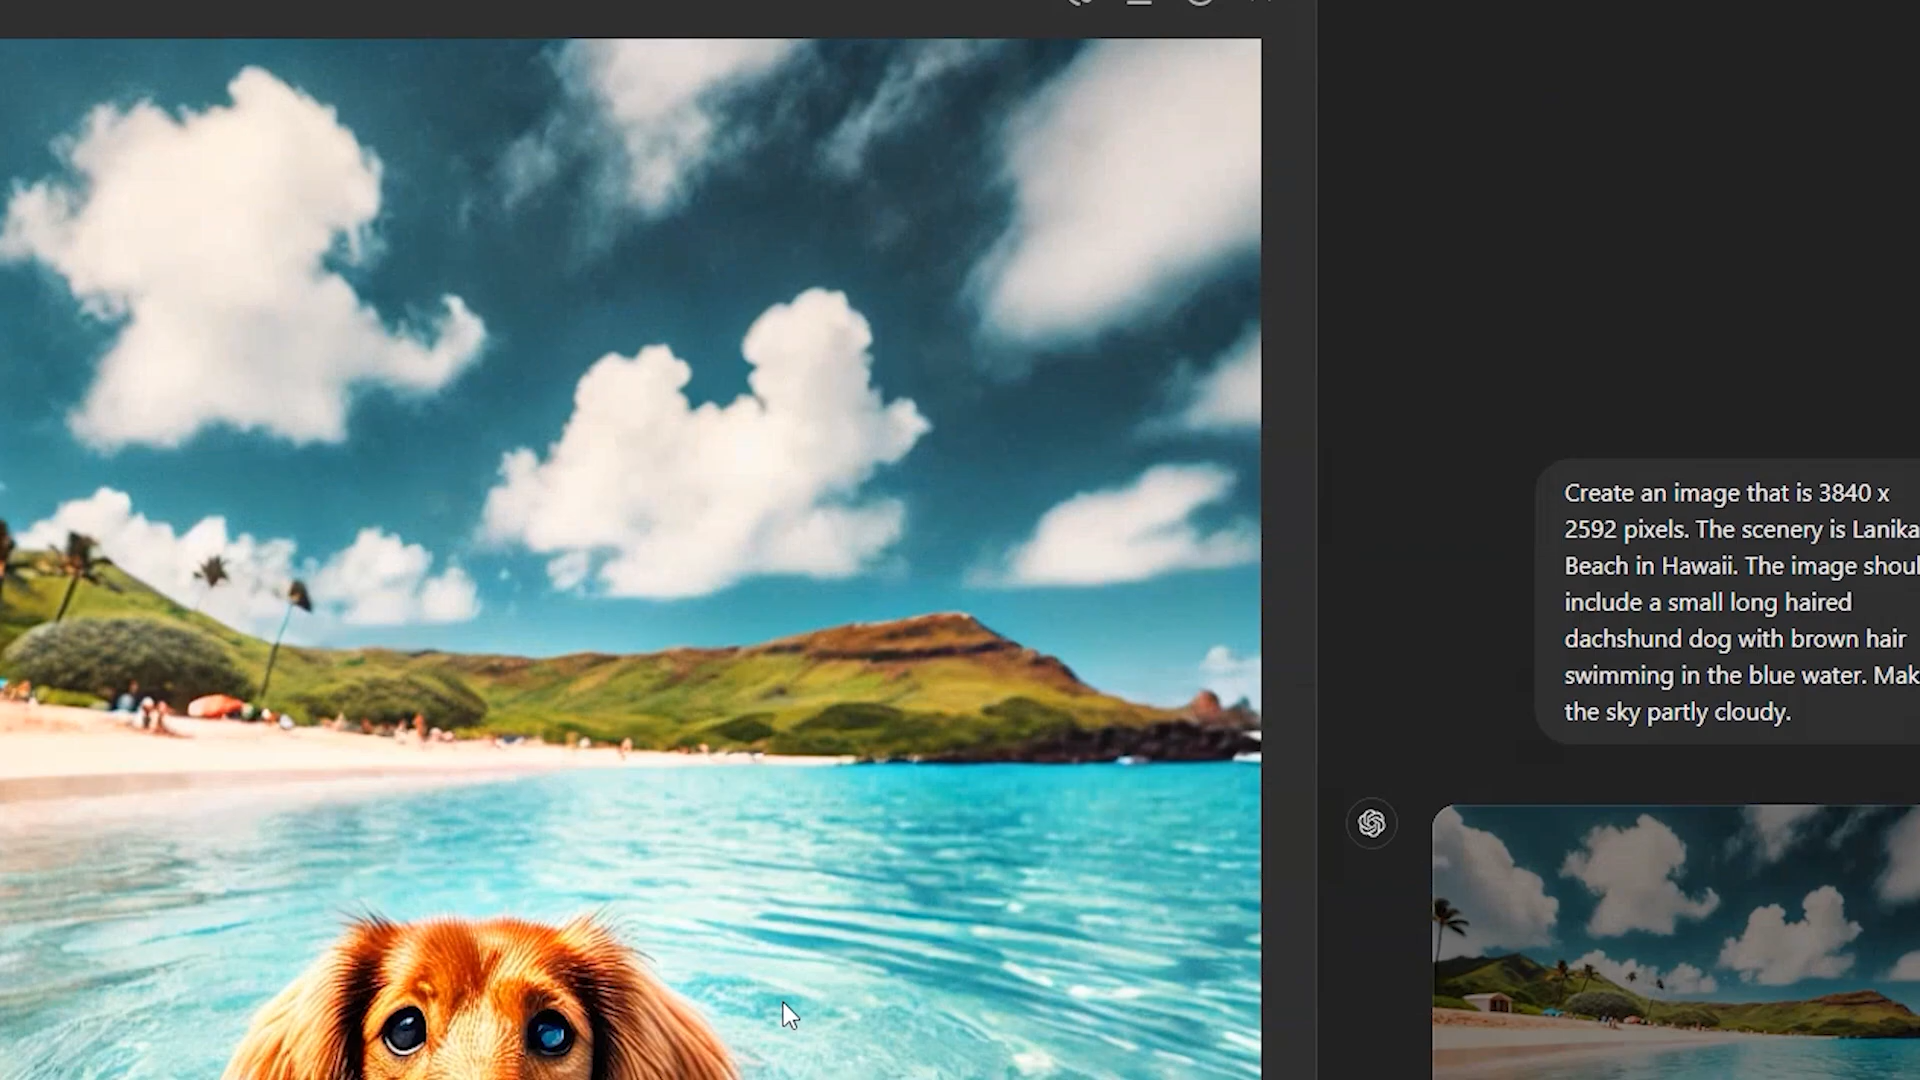 Create an image that is 3840 x
2592 pixels. The scenery is Lanika
Beach in Hawaii. The image shoul
include a small long haired
dachshund dog with brown hair
swimming in the blue water. Mak
the sky partly cloudy.